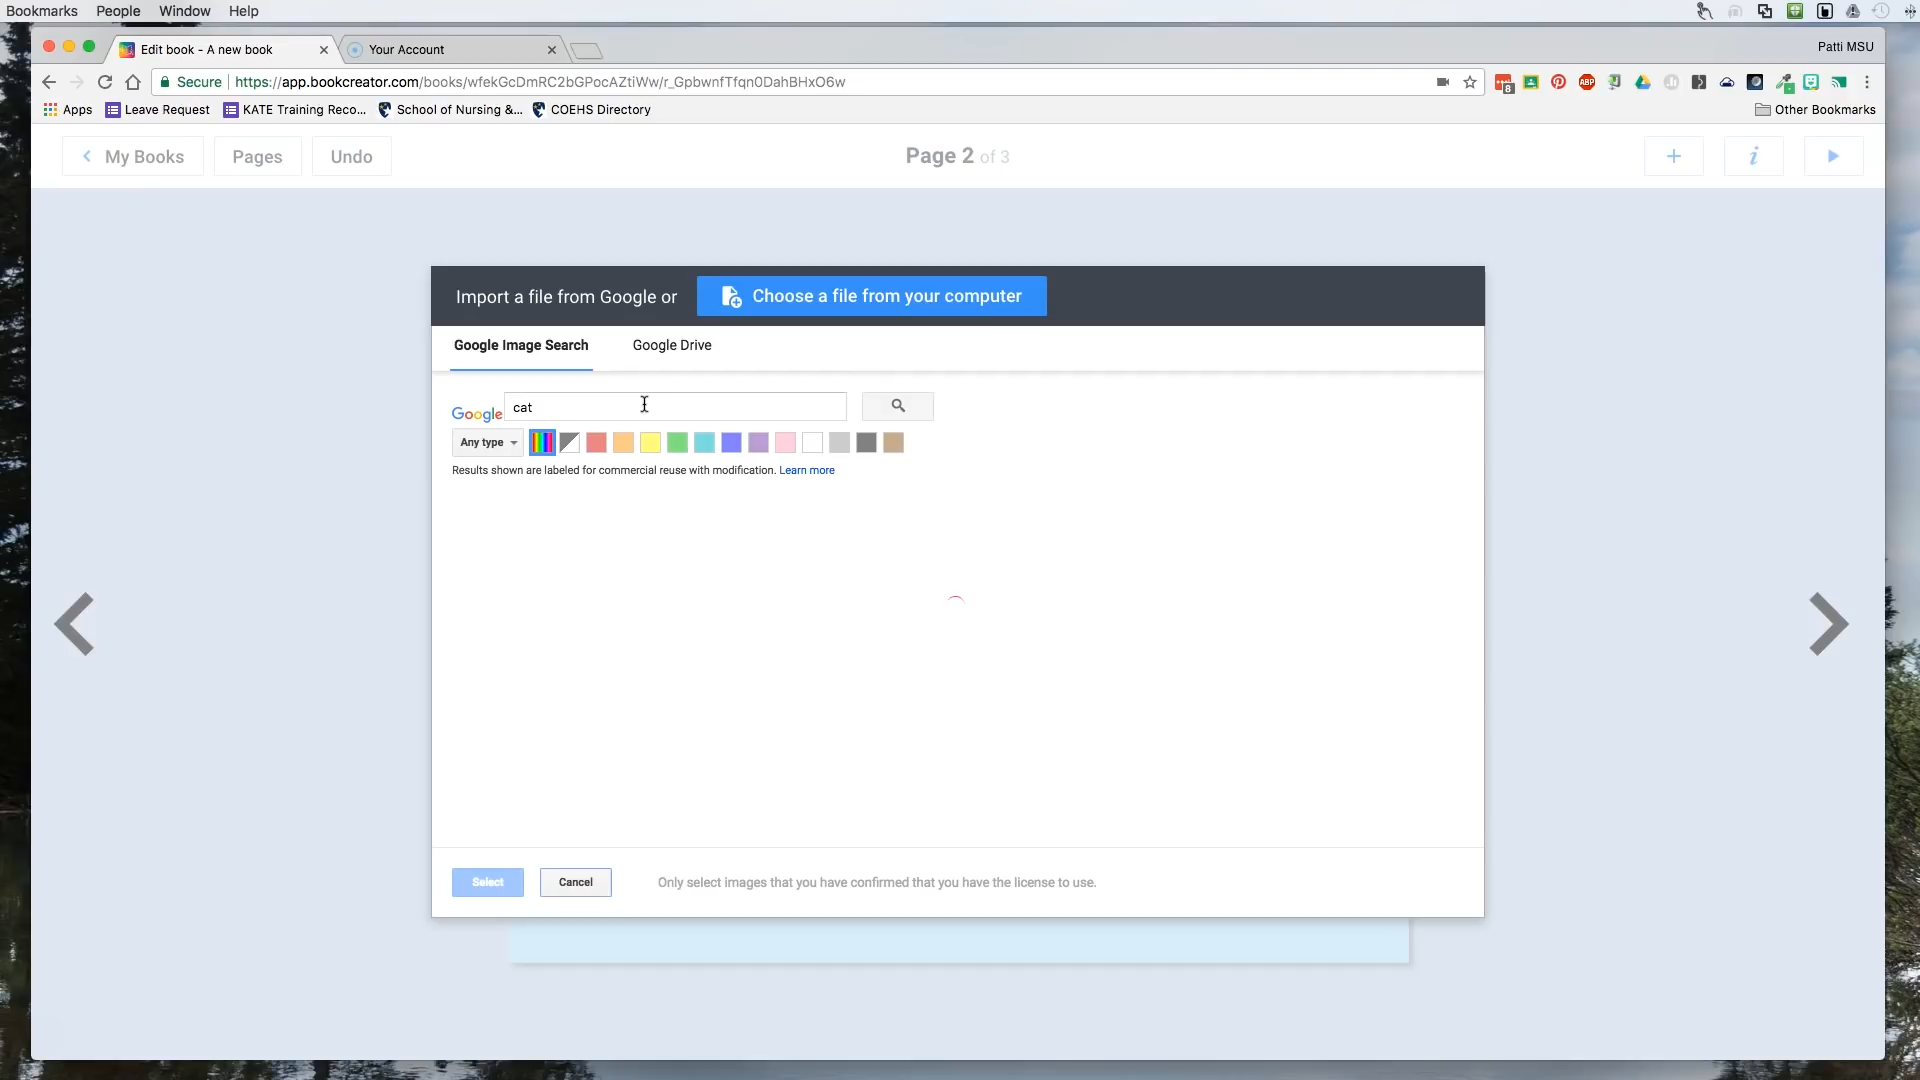 Bookmarks People Window Help
Edit book - A new book
Your Account
Patti MSU
Secure https://app.bookcreator.com/books/wfekGcDmRC2bGPocAZtiWw/r_GpbwnfTfqn0DahBHxO6w
8
ABP
Apps Leave Request KATE Training Reco... School of Nursing &... COEHS Directory Other Bookmarks
My Books Pages Undo Page 2 of 3
Import a file from Google or Choose a file from your computer
Google Image Search Google Drive
Google cat
Any type
Results shown are labeled for commercial reuse with modification. Learn more
Select Cancel Only select images that you have confirmed that you have the license to use.